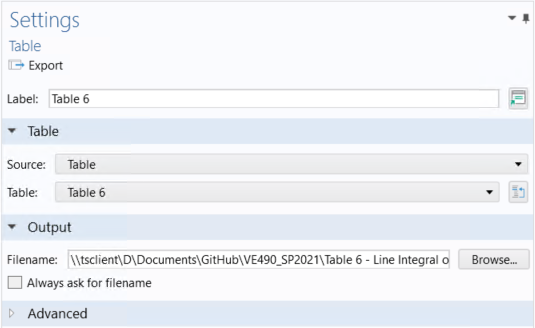 Settings
Table
Export
Label: Table 6
Table
Source: Table
Table: Table 6
Output
Filename: \\tsclient\D\Documents\GitHub\VE490_SP2021\Table 6 - Line Integral o Browse...
Always ask for filename
Advanced